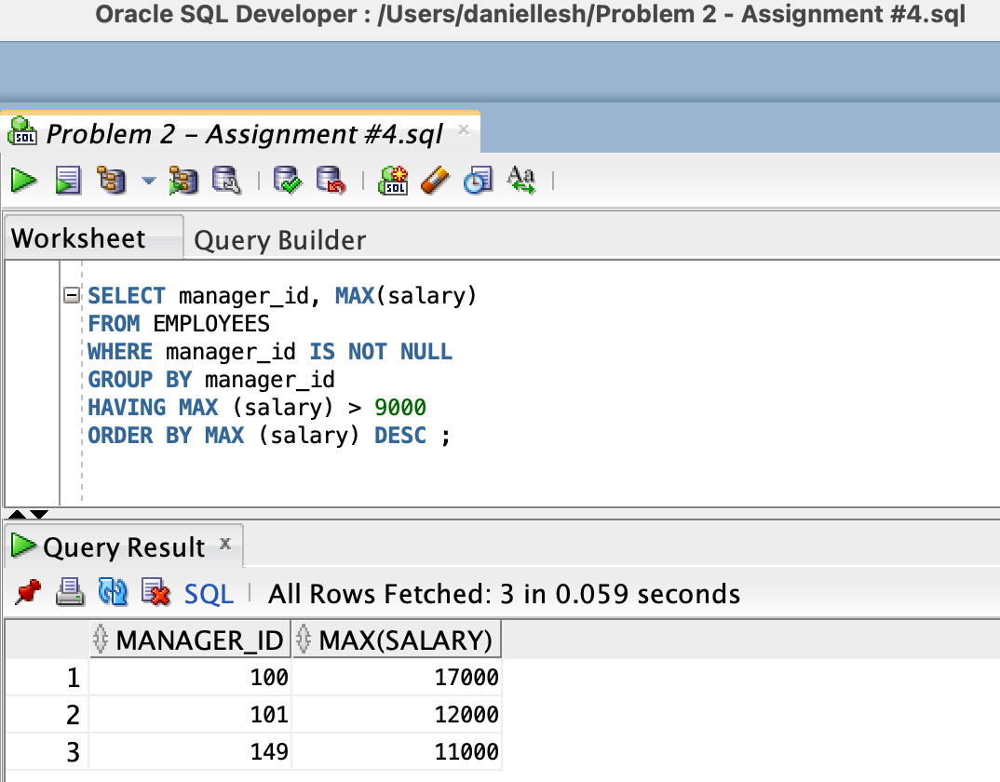 Oracle SQL Developer : /Users/daniellesh/Problem 2 - Assignment #4.sql
Problem 2 – Assignment #4.sql
Worksheet Query Builder
SELECT manager_id, MAX(salary)
FROM EMPLOYEES
WHERE manager_id IS NOT NULL
GROUP BY manager_id
HAVING MAX (salary) > 9000
ORDER BY MAX (salary) DESC ;
Query Result
SQL All Rows Fetched: 3 in 0.059 seconds
MANAGER_ID MAX(SALARY)
1 100 17000
2 101 12000
3 149 11000